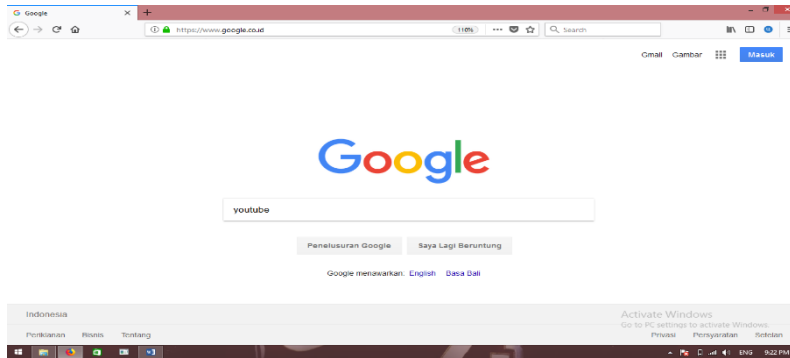 Google
https://www.google.co.id
110%
Search
Gmail Gambar Masuk
Google
youtube
Penelusuran Google Saya Lagi Beruntung
Google menawarkan: English Basa Bali
Indonesia
Activate Windows
Go to PC settings to activate Windows.
Periklanan Bisnis Tentang Privasi Persyaratan Setelan
ENG 9:22 PM